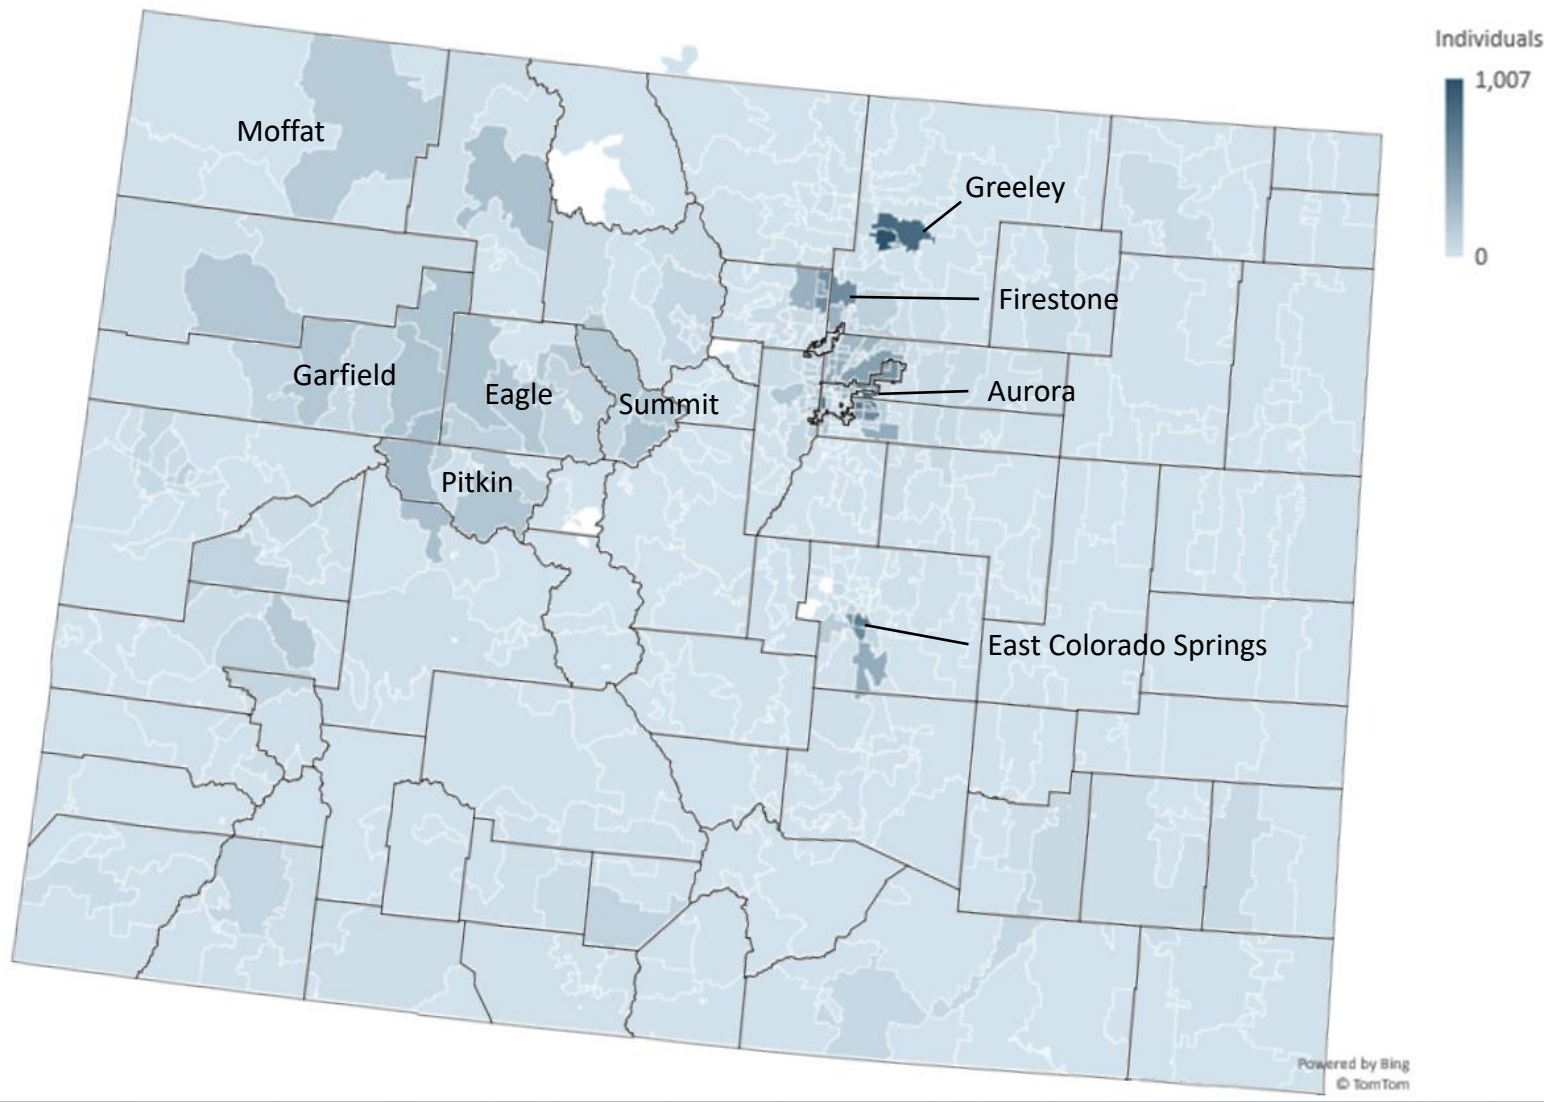 Individuals
1,007
0
Moffat
Greeley
Firestone
Garfield
Eagle
Summit
Aurora
Pitkin
East Colorado Springs
Powered by Bing
© TomTom